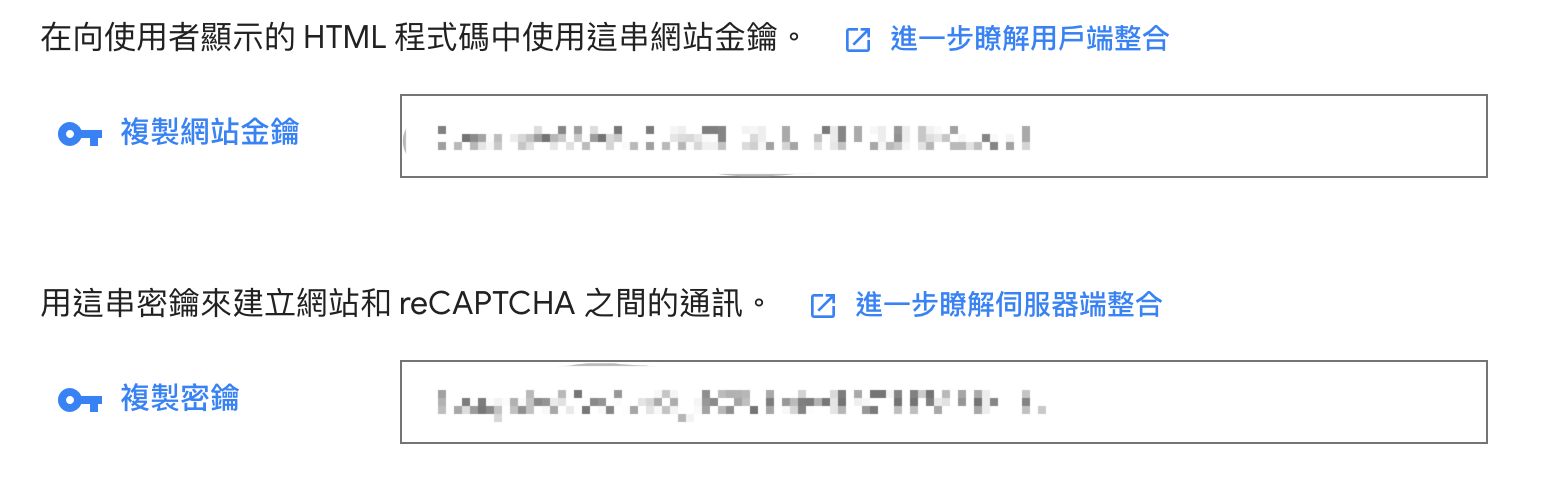 在向使用者顯示的 HTML 程式碼中使用這串網站金鑰。 進一步瞭解用戶端整合
複製網站金鑰
用這串密鑰來建立網站和 reCAPTCHA 之間的通訊。 進一步瞭解伺服器端整合
複製密鑰